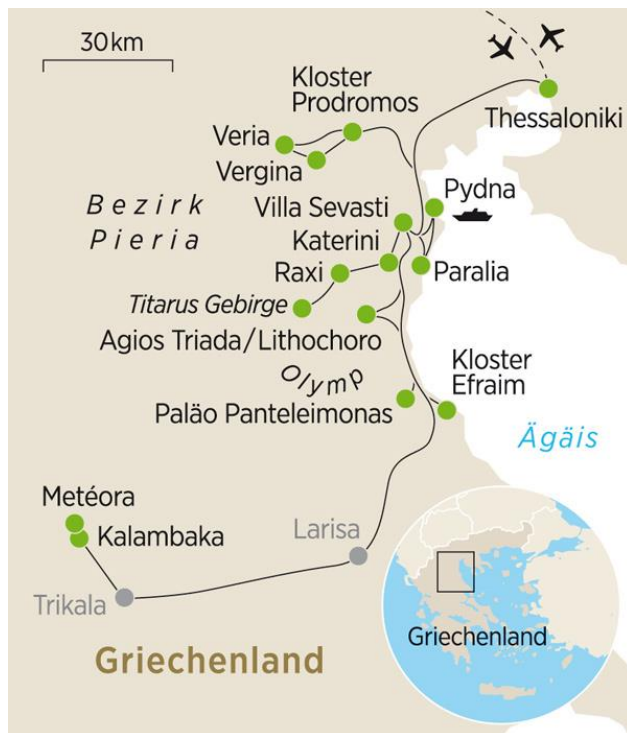 30 km
Kloster
Prodromos
Thessaloniki
Veria
Vergina
Pydna
Bezirk
Pieria
Villa Sevasti
Katerini
Raxi
Paralia
Titarus Gebirge
Agios Triada/Lithochoro
Olymp
Kloster
Efraim
Paläo Panteleimonas
Ägäis
Metéora
Kalambaka
Larisa
Trikala
Griechenland
Griechenland